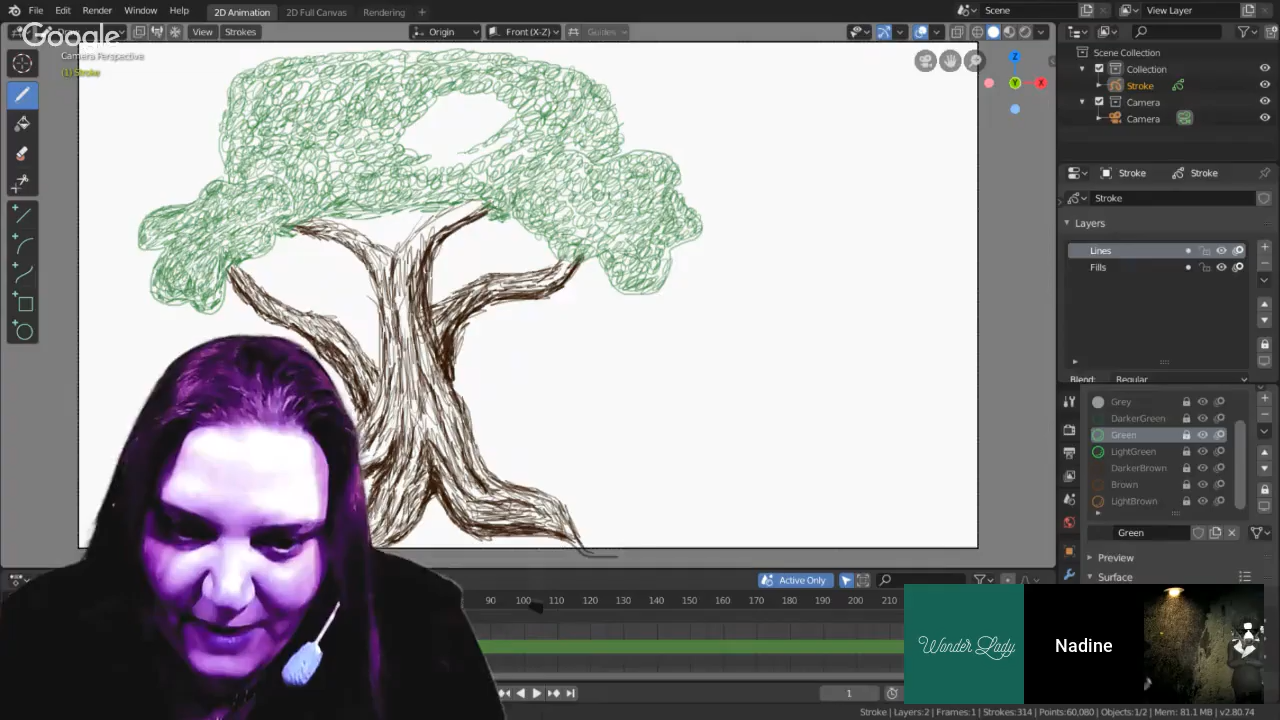 File Edit Render Window Help 2D Animation 2D Full Canvas Rendering + Scene View Layer
Google
View Strokes Origin Front (X-Z) Guides
Camera Perspective
(1) Stroke
Z
Y X
Scene Collection
Collection
Stroke
Camera
Camera
Stroke Stroke
Stroke
Layers
Lines
Fills
Blend: Regular
Grey
DarkerGreen
Green
LightGreen
DarkerBrown
Brown
LightBrown
Green
Preview
Surface
Active Only
90 100 110 120 130 140 150 160 170 180 190 200 210
Wonder Lady
Nadine
1
Stroke | Layers:2 | Frames:1 | Strokes:314 | Points:60,080 | Objects:1/2 | Mem: 81.1 MB | v2.80.74